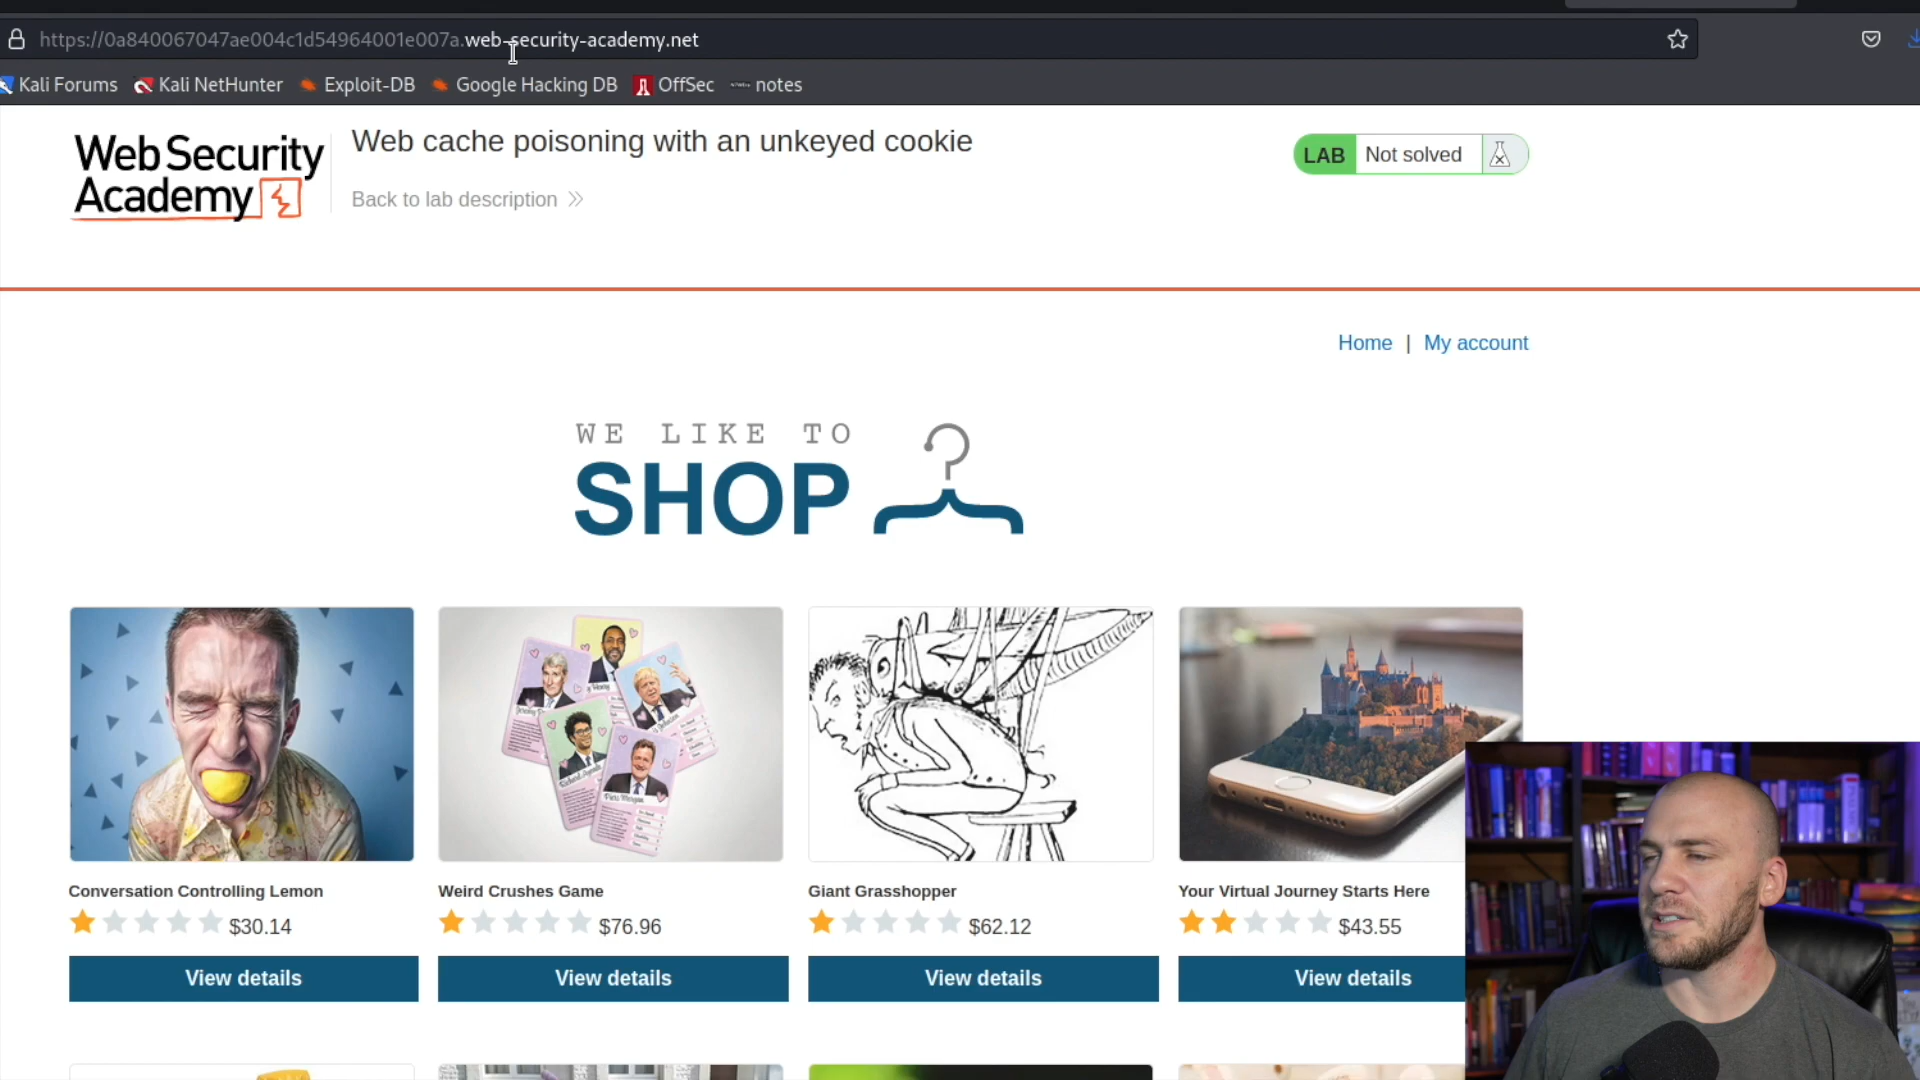 https://0a840067047ae004c1d54964001e007a.web-security-academy.net
Kali Forums Kali NetHunter Exploit-DB Google Hacking DB OffSec notes
Web Security
Academy
Web cache poisoning with an unkeyed cookie
Back to lab description
LAB Not solved
Home | My account
WE LIKE TO
SHOP
Conversation Controlling Lemon
$30.14
View details
Weird Crushes Game
$76.96
View details
Giant Grasshopper
$62.12
View details
Your Virtual Journey Starts Here
$43.55
View details